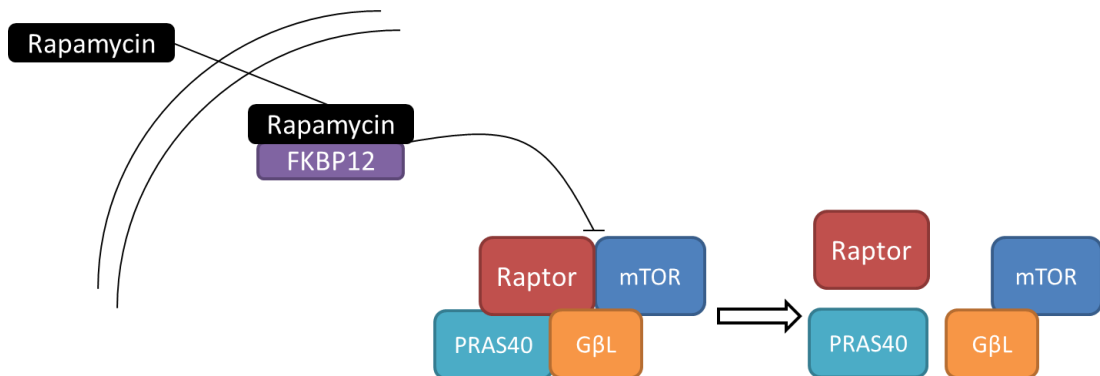 Rapamycin
Rapamycin
FKBP12
Raptor
mTOR
PRAS40
GβL
Raptor
mTOR
PRAS40
GβL